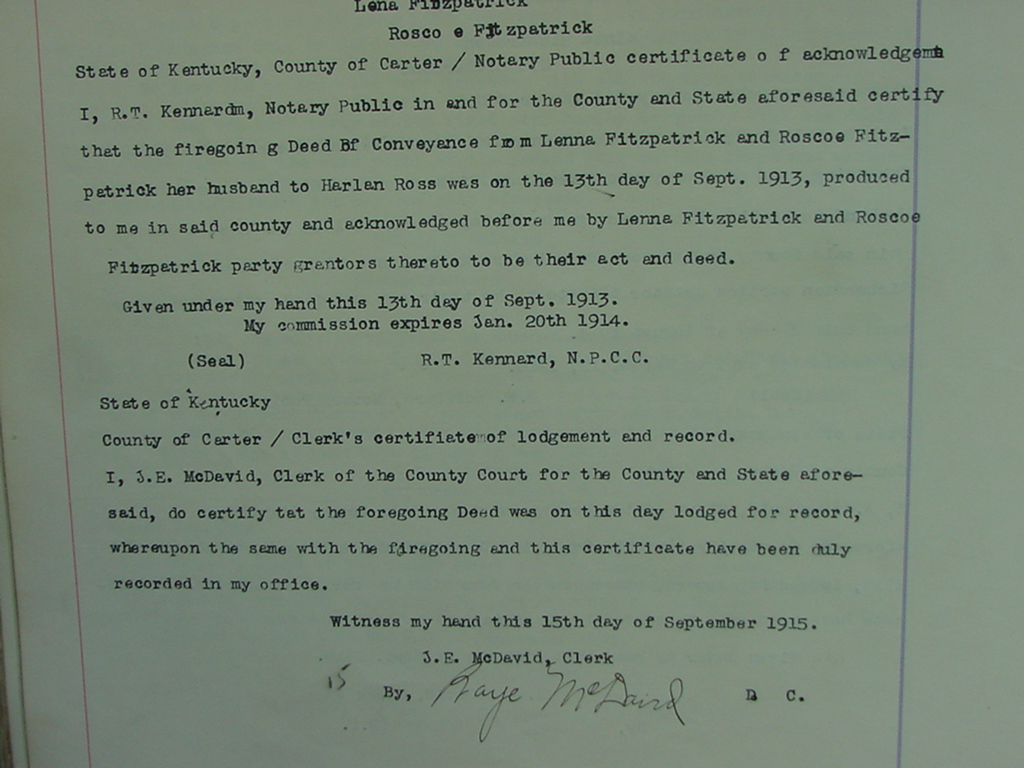 Lena Fitzpatrick
Rosco e Fitzpatrick
State of Kentucky, County of Carter / Notary Public certificate o f acknowledgemt
I, R.T. Kennardm, Notary Public in and for the County and State aforesaid certify
that the firegoin g Deed Bf Conveyance from Lenna Fitzpatrick and Roscoe Fitz-
patrick her husband to Harlan Ross was on the 13th day of Sept. 1913, produced
to me in said county and acknowledged before me by Lenna Fitzpatrick and Roscoe
Fitzpatrick party grantors thereto to be their act and deed.
Given under my hand this 13th day of Sept. 1913.
My commission expires Jan. 20th 1914.
(Seal) R.T. Kennard, N.P.C.C.
State of Kentucky
County of Carter / Clerk's certifiate of lodgement and record.
I, J.E. McDavid, Clerk of the County Court for the County and State afore-
said, do certify tat the foregoing Deed was on this day lodged for record,
whereupon the same with the firegoing and this certificate have been duly
recorded in my office.
Witness my hand this 15th day of September 1915.
J.E. McDavid, Clerk
15 By, Kaye McDavid D C.